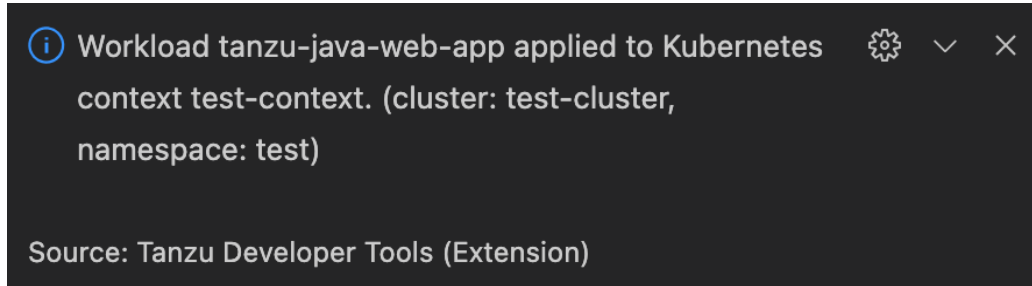 Workload tanzu-java-web-app applied to Kubernetes
context test-context. (cluster: test-cluster,
namespace: test)
Source: Tanzu Developer Tools (Extension)